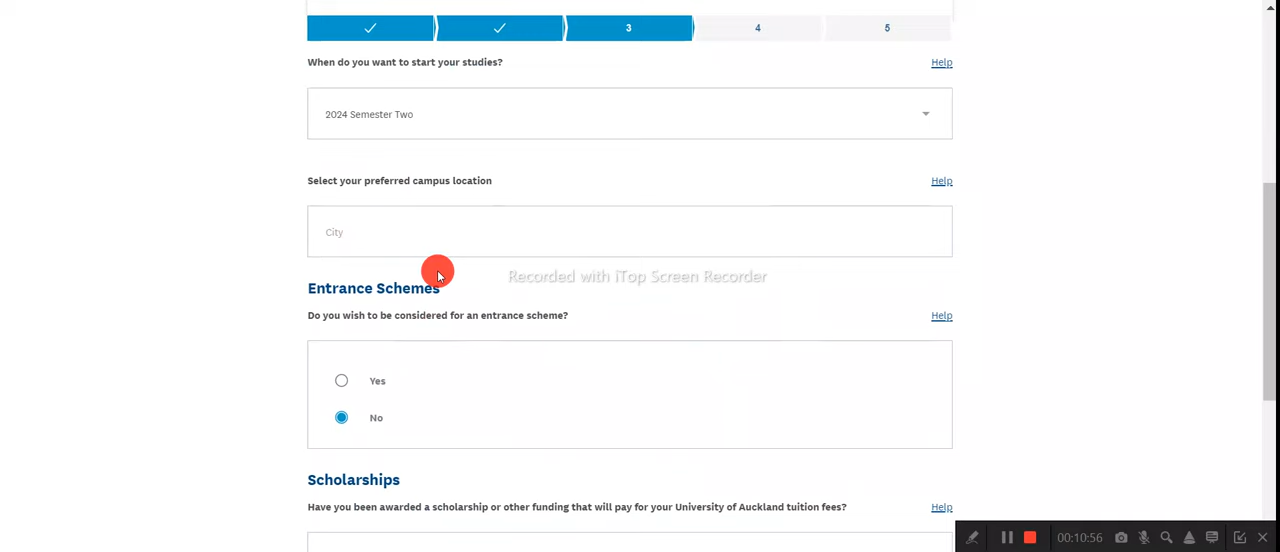 3
4
5
When do you want to start your studies?
Help
2024 Semester Two
Select your preferred campus location
Help
City
Recorded with iTop Screen Recorder
Entrance Schemes
Do you wish to be considered for an entrance scheme?
Help
Yes
No
Scholarships
Have you been awarded a scholarship or other funding that will pay for your University of Auckland tuition fees?
Help
00:10:56